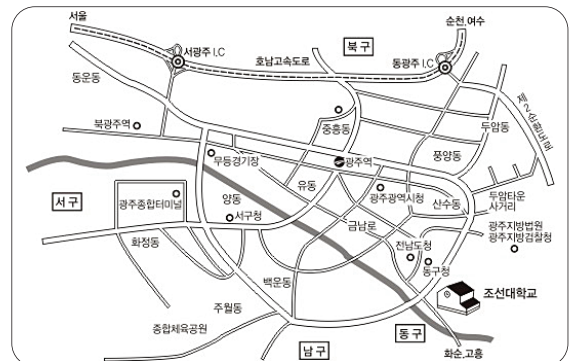 서울
순천.여수
서광주 I.C
북구
호남고속도로
동광주 I.C
동운동
제2순환도로
북광주역
중흥동
두암동
무등경기장
광주역
풍양동
서구
광주종합터미널
양동
유동
광주광역시청
산수동
두암타운
사거리
서구청
금남로
광주지방법원
광주지방검찰청
화정동
전남도청
동구청
백운동
조선대학교
주월동
종합체육공원
동구
남구
화순.고흥